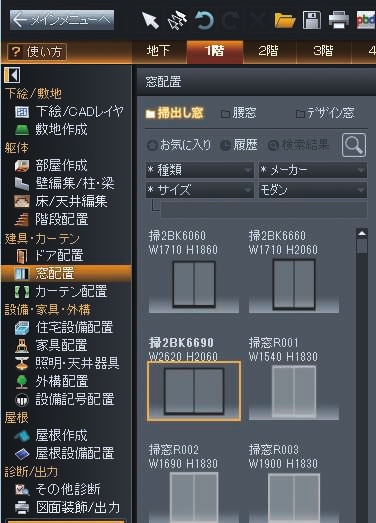 メインメニューへ
? 使い方
地下
1階
2階
3階
4
下絵/敷地
下絵/CADレイヤ
敷地作成
躯体
部屋作成
壁編集/柱・梁
床/天井編集
階段配置
建具・カーテン
ドア配置
窓配置
カーテン配置
設備・家具・外構
住宅設備配置
家具配置
照明・天井器具
外構配置
設備記号配置
屋根
屋根作成
屋根設備配置
診断/出力
その他診断
図面装飾/出力
窓配置
掃出し窓
腰窓
デザイン窓
お気に入り
履歴
検索結果
* 種類
* メーカー
* サイズ
モダン
掃2BK6060
W1710 H1860
掃2BK6660
W1710 H2060
掃2BK6690
W2620 H2060
掃窓R001
W1540 H1830
掃窓R002
W1690 H1830
掃窓R003
W1900 H1830